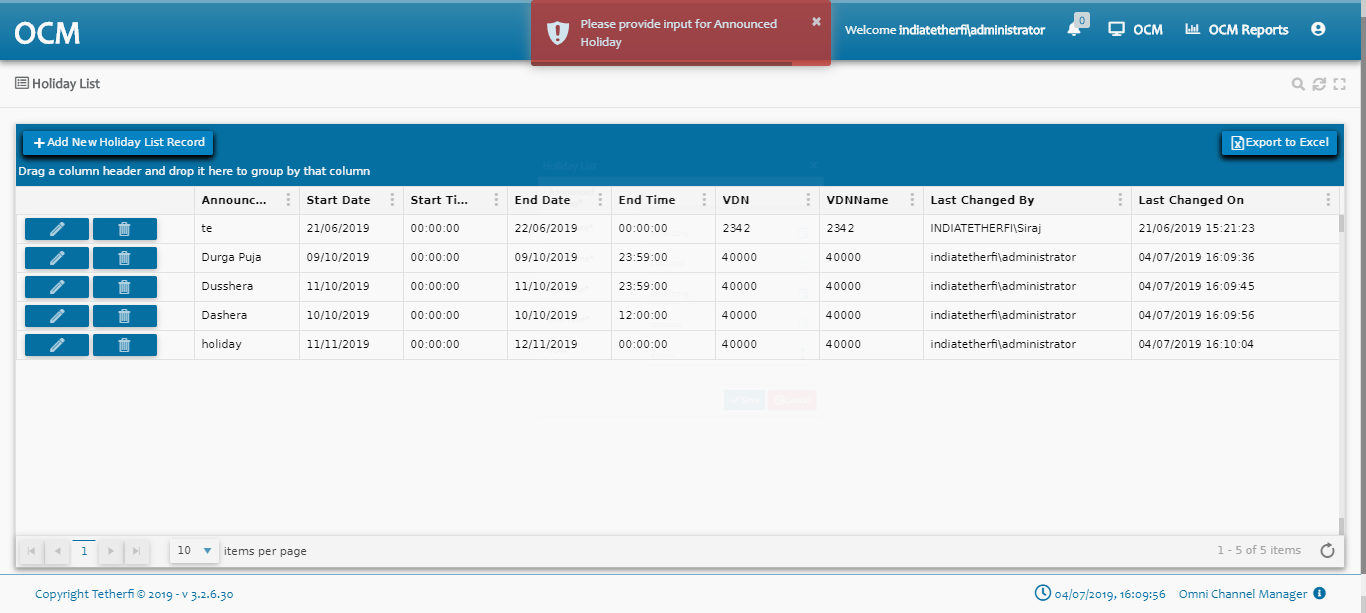 OCM
Please provide input for Announced
Holiday
Welcome indiatetherfi\administrator
0
OCM
OCM Reports
Holiday List
Add New Holiday List Record
Export to Excel
Drag a column header and drop it here to group by that column
Announc... Start Date Start Ti... End Date End Time VDN VDNName Last Changed By Last Changed On
te 21/06/2019 00:00:00 22/06/2019 00:00:00 2342 2342 INDIATETHERFI\Siraj 21/06/2019 15:21:23
Durga Puja 09/10/2019 00:00:00 09/10/2019 23:59:00 40000 40000 indiatetherfi\administrator 04/07/2019 16:09:36
Dusshera 11/10/2019 00:00:00 11/10/2019 23:59:00 40000 40000 indiatetherfi\administrator 04/07/2019 16:09:45
Dashera 10/10/2019 00:00:00 10/10/2019 12:00:00 40000 40000 indiatetherfi\administrator 04/07/2019 16:09:56
holiday 11/11/2019 00:00:00 12/11/2019 00:00:00 40000 40000 indiatetherfi\administrator 04/07/2019 16:10:04
1 10 items per page 1 - 5 of 5 items
Copyright Tetherfi © 2019 - v 3.2.6.30 04/07/2019, 16:09:56 Omni Channel Manager